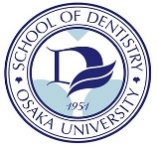 SCHOOL OF DENTISTRY
1951
OSAKA UNIVERSITY